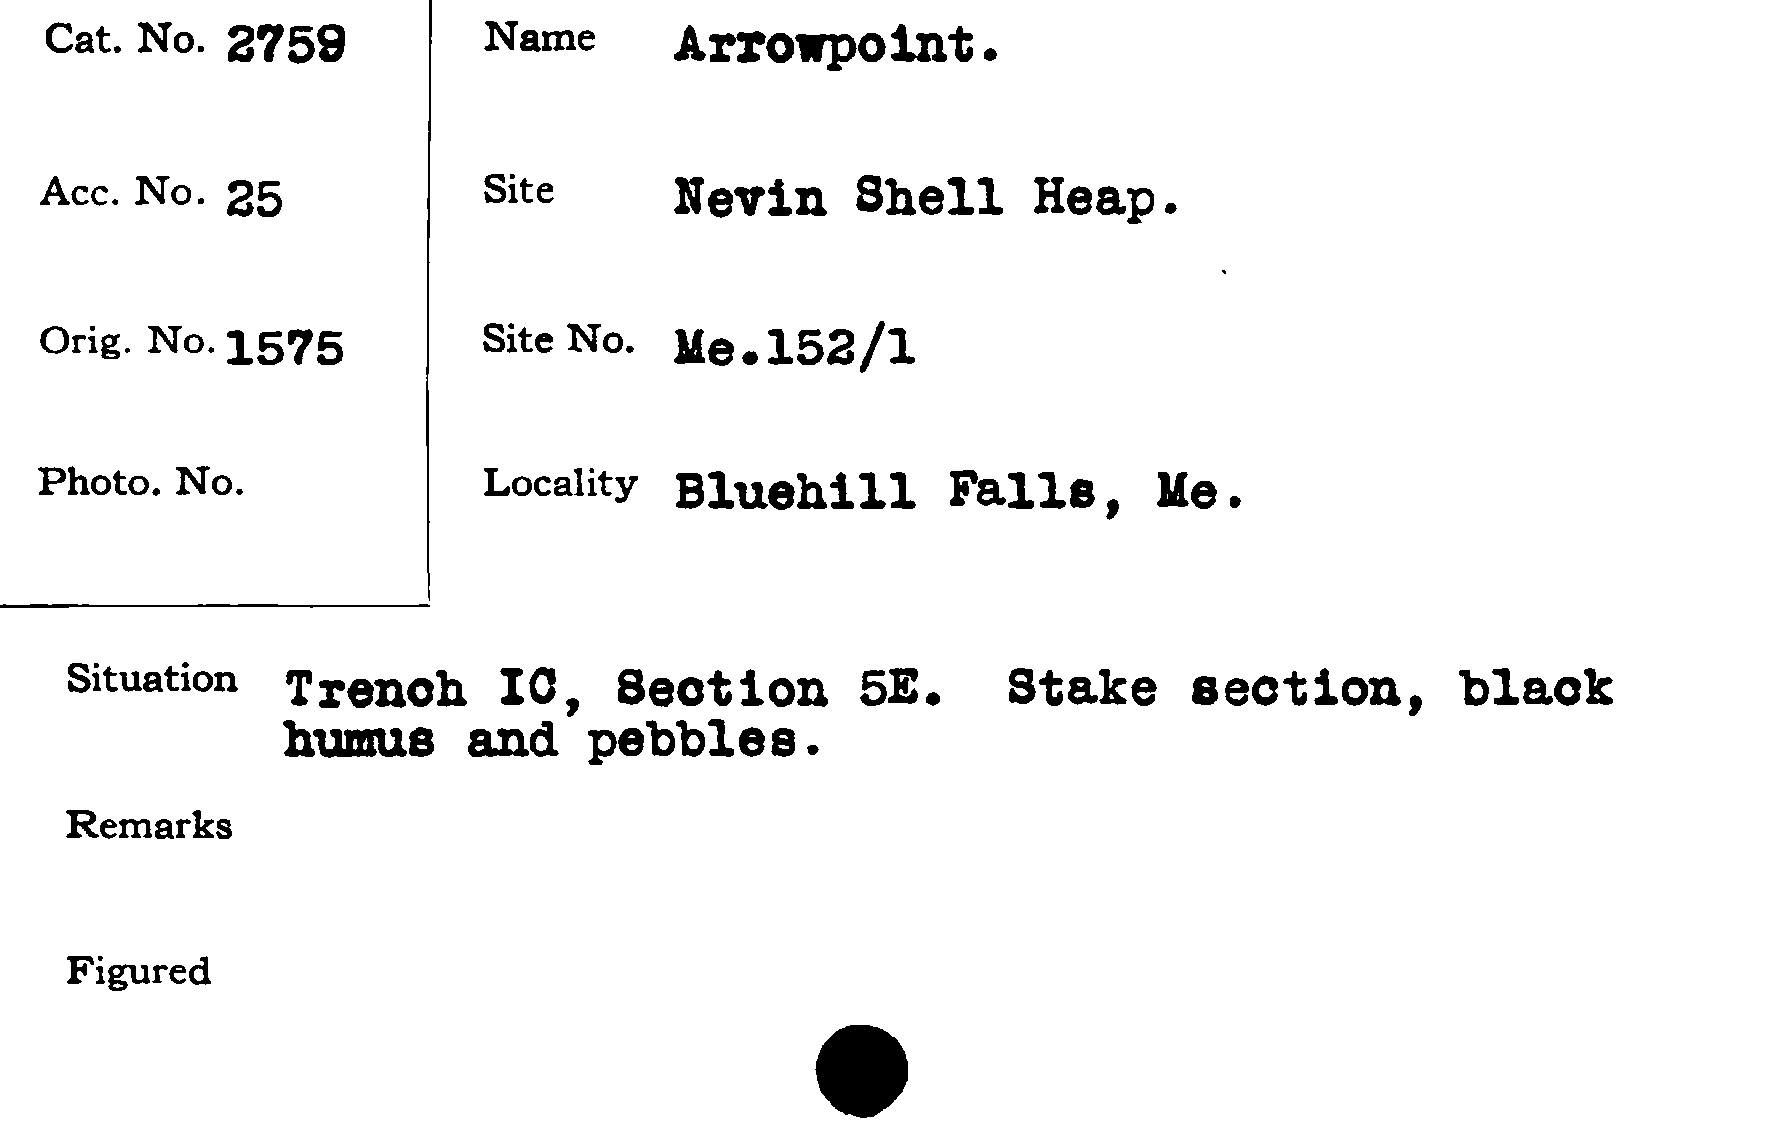 Cat. No. 2759
Acc. No. 25
Orig. No. 1575
Photo. No.
Name Arrowpoint.
Site Nevin Shell Heap.
Site No. Me.152/1
Locality Bluehill Falls, Me.
Situation Trench IC, Section 5E. Stake section, black
humus and pebbles.
Remarks
Figured